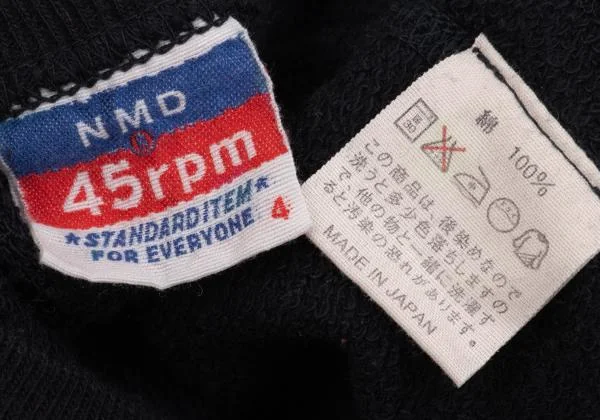 NMD
R
45rpm
★STANDARD ITEM★
FOR EVERYONE
4
綿 100%
30
中
この商品は、後染めなので
洗うと多少色落ちしますの
で、他の物と一緒に洗濯す
ると汚染の恐れがあります。
MADE IN JAPAN